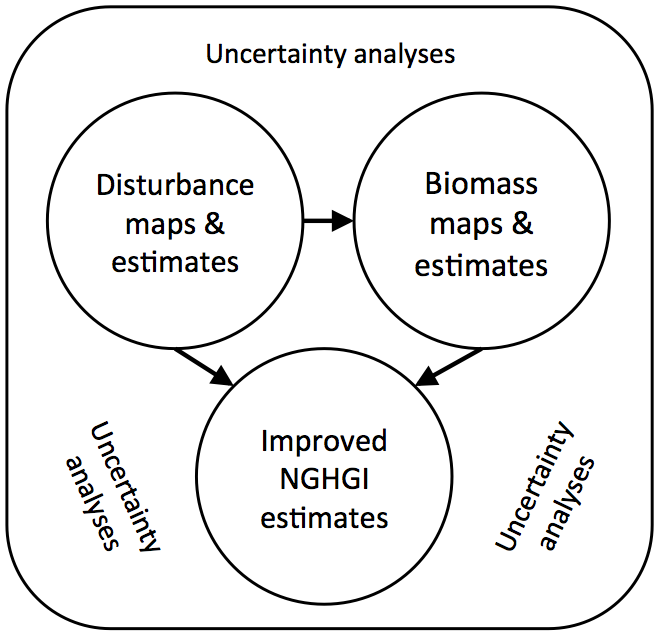 Uncertainty analyses
Disturbance
maps &
estimates
Biomass
maps &
estimates
Improved
NGHGI
estimates
Uncertainty
analyses
Uncertainty
analyses